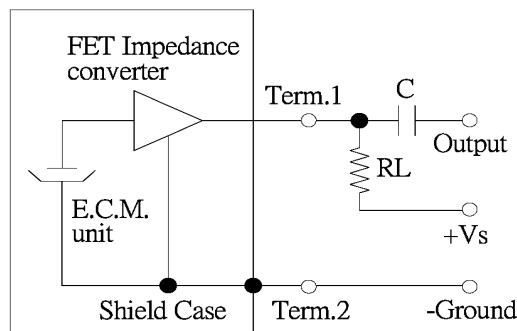 FET Impedance
converter
Term.1
C
Output
RL
+Vs
E.C.M.
unit
Shield Case
Term.2
-Ground